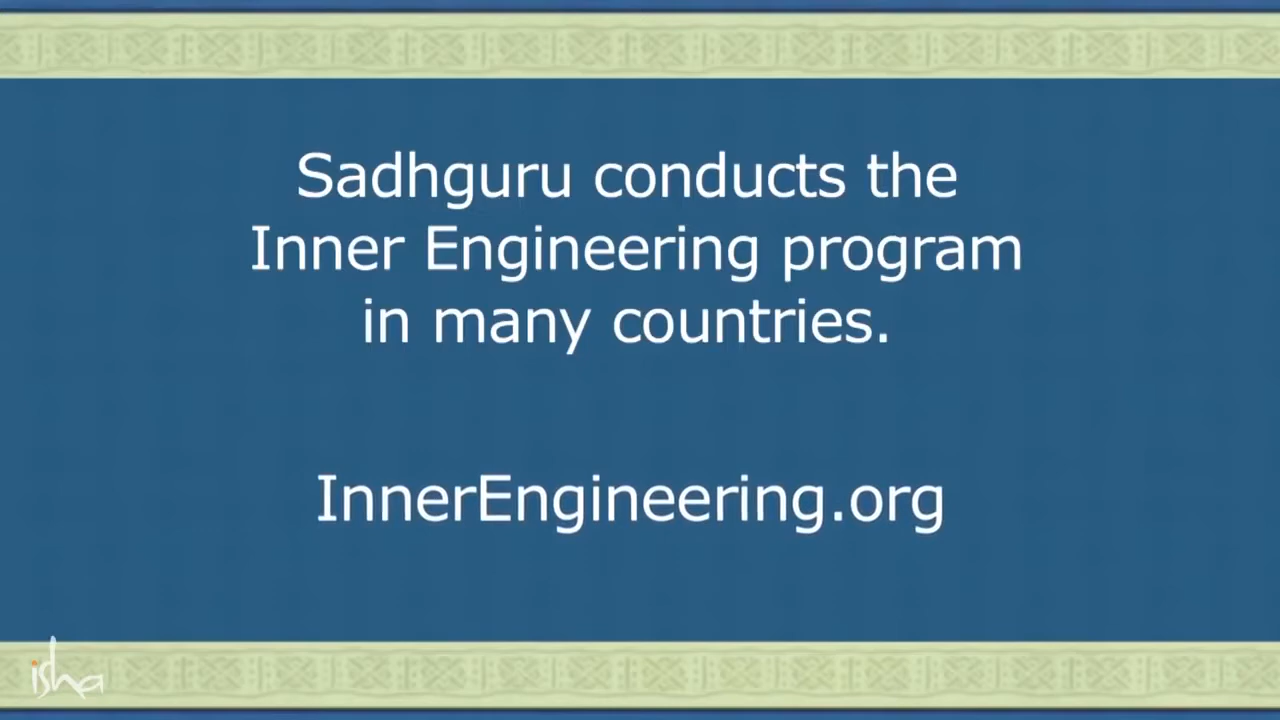 Sadhguru conducts the
Inner Engineering program
in many countries.
InnerEngineering.org
isha